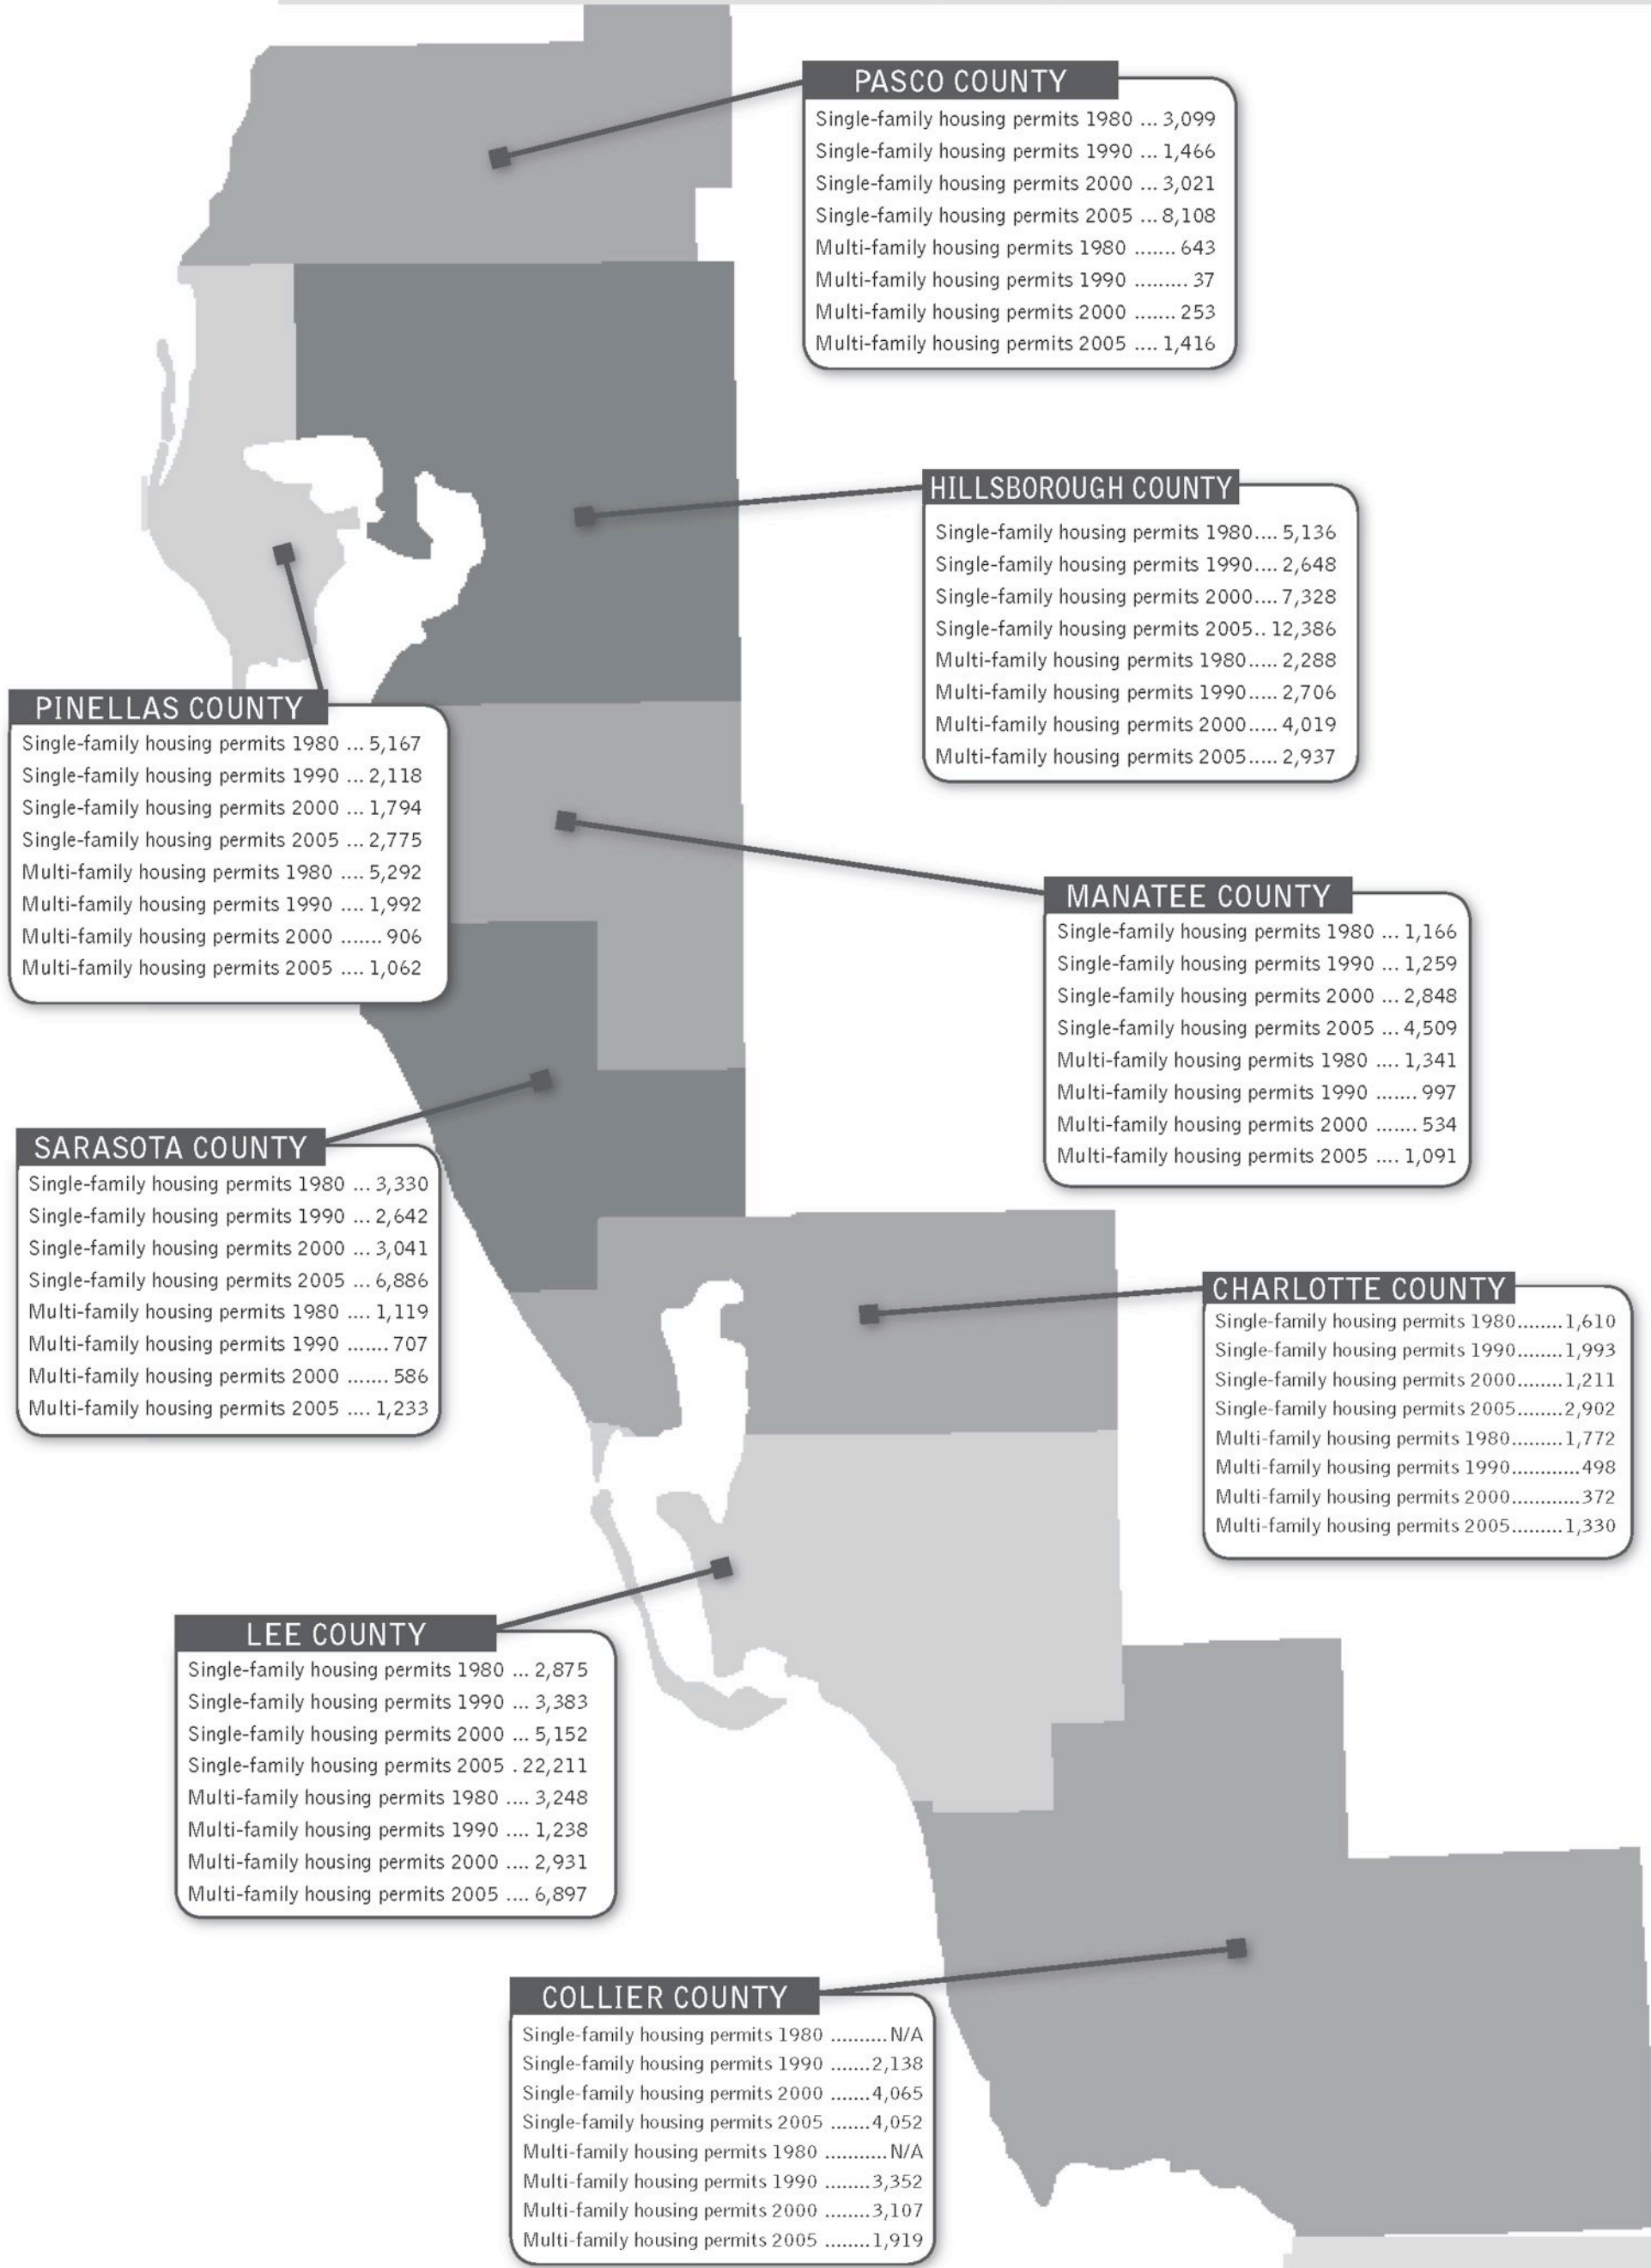 PASCO COUNTY
Single-family housing permits 1980 ... 3,099
Single-family housing permits 1990 ... 1,466
Single-family housing permits 2000 ... 3,021
Single-family housing permits 2005 ... 8,108
Multi-family housing permits 1980 ....... 643
Multi-family housing permits 1990 ......... 37
Multi-family housing permits 2000 ....... 253
Multi-family housing permits 2005 .... 1,416
HILLSBOROUGH COUNTY
Single-family housing permits 1980.... 5,136
Single-family housing permits 1990.... 2,648
Single-family housing permits 2000.... 7,328
Single-family housing permits 2005.. 12,386
Multi-family housing permits 1980..... 2,288
Multi-family housing permits 1990..... 2,706
Multi-family housing permits 2000..... 4,019
Multi-family housing permits 2005..... 2,937
PINELLAS COUNTY
Single-family housing permits 1980 ... 5,167
Single-family housing permits 1990 ... 2,118
Single-family housing permits 2000 ... 1,794
Single-family housing permits 2005 ... 2,775
Multi-family housing permits 1980 .... 5,292
Multi-family housing permits 1990 .... 1,992
Multi-family housing permits 2000 ....... 906
Multi-family housing permits 2005 .... 1,062
MANATEE COUNTY
Single-family housing permits 1980 ... 1,166
Single-family housing permits 1990 ... 1,259
Single-family housing permits 2000 ... 2,848
Single-family housing permits 2005 ... 4,509
Multi-family housing permits 1980 .... 1,341
Multi-family housing permits 1990 ....... 997
Multi-family housing permits 2000 ....... 534
Multi-family housing permits 2005 .... 1,091
SARASOTA COUNTY
Single-family housing permits 1980 ... 3,330
Single-family housing permits 1990 ... 2,642
Single-family housing permits 2000 ... 3,041
Single-family housing permits 2005 ... 6,886
Multi-family housing permits 1980 .... 1,119
Multi-family housing permits 1990 ....... 707
Multi-family housing permits 2000 ....... 586
Multi-family housing permits 2005 .... 1,233
CHARLOTTE COUNTY
Single-family housing permits 1980........1,610
Single-family housing permits 1990........1,993
Single-family housing permits 2000........1,211
Single-family housing permits 2005........2,902
Multi-family housing permits 1980.........1,772
Multi-family housing permits 1990............498
Multi-family housing permits 2000............372
Multi-family housing permits 2005.........1,330
LEE COUNTY
Single-family housing permits 1980 ... 2,875
Single-family housing permits 1990 ... 3,383
Single-family housing permits 2000 ... 5,152
Single-family housing permits 2005 . 22,211
Multi-family housing permits 1980 .... 3,248
Multi-family housing permits 1990 .... 1,238
Multi-family housing permits 2000 .... 2,931
Multi-family housing permits 2005 .... 6,897
COLLIER COUNTY
Single-family housing permits 1980 ..........N/A
Single-family housing permits 1990 .......2,138
Single-family housing permits 2000 .......4,065
Single-family housing permits 2005 .......4,052
Multi-family housing permits 1980 ...........N/A
Multi-family housing permits 1990 ........3,352
Multi-family housing permits 2000 ........3,107
Multi-family housing permits 2005 ........1,919